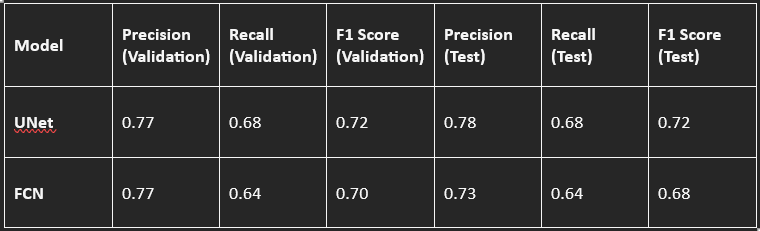 Model Precision (Validation) Recall (Validation) F1 Score (Validation) Precision (Test) Recall (Test) F1 Score (Test)
UNet 0.77 0.68 0.72 0.78 0.68 0.72
FCN 0.77 0.64 0.70 0.73 0.64 0.68